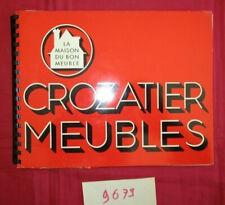 LA
MAISON
DU BON
MEUBLE
CROZATIER
MEUBLES
9679